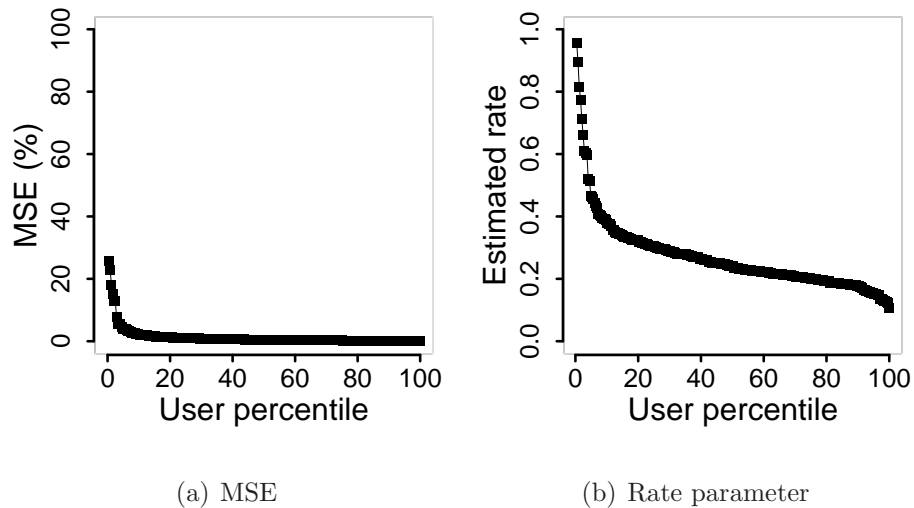 MSE (%)
0 20 40 60 80 100
0 20 40 60 80 100
User percentile
(a) MSE
Estimated rate
0.0 0.2 0.4 0.6 0.8 1.0
0 20 40 60 80 100
User percentile
(b) Rate parameter